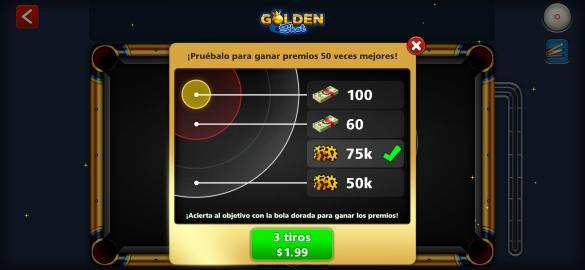 GOLDEN
Shot
¡Pruébalo para ganar premios 50 veces mejores!
100
60
75k
50k
¡Acierta al objetivo con la bola dorada para ganar los premios!
3 tiros
$1.99